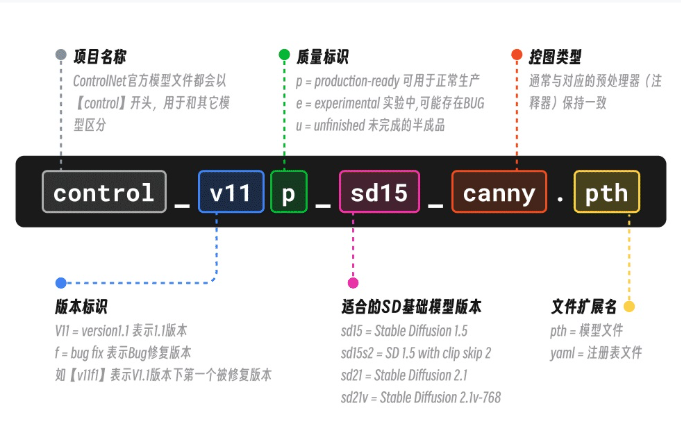 项目名称
ControlNet官方模型文件都会以
【control】开头，用于和其它模
型区分
质量标识
p = production-ready 可用于正常生产
e = experimental 实验中,可能存在BUG
u = unfinished 未完成的半成品
控图类型
通常与对应的预处理器（注
释器）保持一致
control _ v11 p _ sd15 _ canny . pth
版本标识
V11 = version1.1 表示1.1版本
f = bug fix 表示Bug修复版本
如【v11f1】表示V1.1版本下第一个被修复版本
适合的SD基础模型版本
sd15 = Stable Diffusion 1.5
sd15s2 = SD 1.5 with clip skip 2
sd21 = Stable Diffusion 2.1
sd21v = Stable Diffusion 2.1v-768
文件扩展名
pth = 模型文件
yaml = 注册表文件